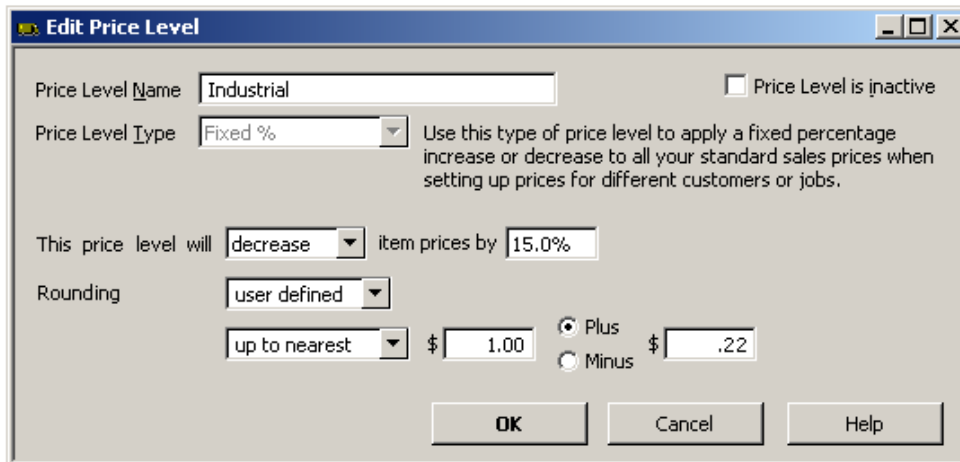 Edit Price Level
Price Level Name Industrial Price Level is inactive
Price Level Type Fixed % Use this type of price level to apply a fixed percentage
increase or decrease to all your standard sales prices when
setting up prices for different customers or jobs.
This price level will decrease item prices by 15.0%
Rounding user defined
up to nearest $ 1.00 Plus $ .22
Minus
OK Cancel Help